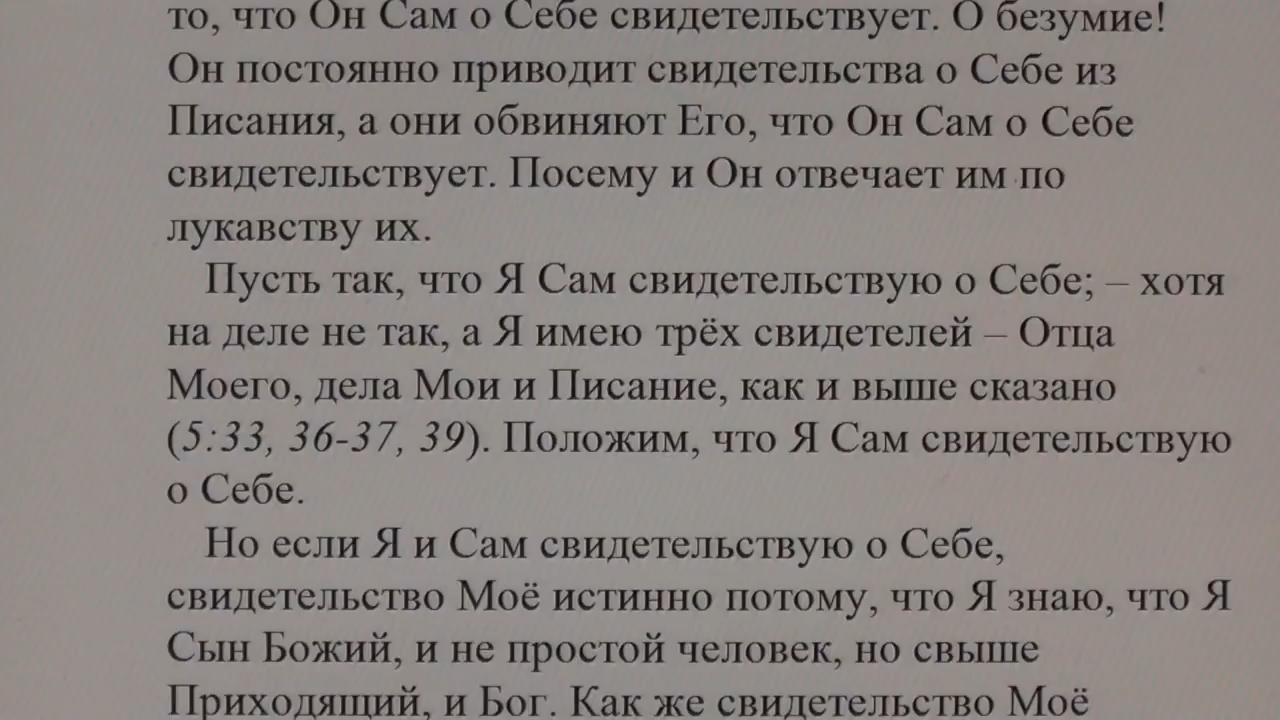 то, что Он Сам о Себе свидетельствует. О безумие!
Он постоянно приводит свидетельства о Себе из
Писания, а они обвиняют Его, что Он Сам о Себе
свидетельствует. Посему и Он отвечает им по
лукавству их.
Пусть так, что Я Сам свидетельствую о Себе; – хотя
на деле не так, а Я имею трёх свидетелей – Отца
Моего, дела Мои и Писание, как и выше сказано
(5:33, 36-37, 39). Положим, что Я Сам свидетельствую
о Себе.
Но если Я и Сам свидетельствую о Себе,
свидетельство Моё истинно потому, что Я знаю, что Я
Сын Божий, и не простой человек, но свыше
Приходящий, и Бог. Как же свидетельство Моё